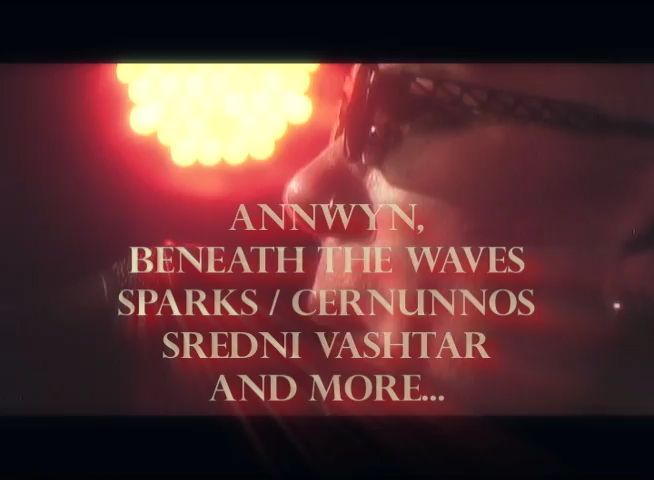 ANNWYN,
BENEATH THE WAVES
SPARKS / CERNUNNOS
SREDNI VASHTAR
AND MORE...